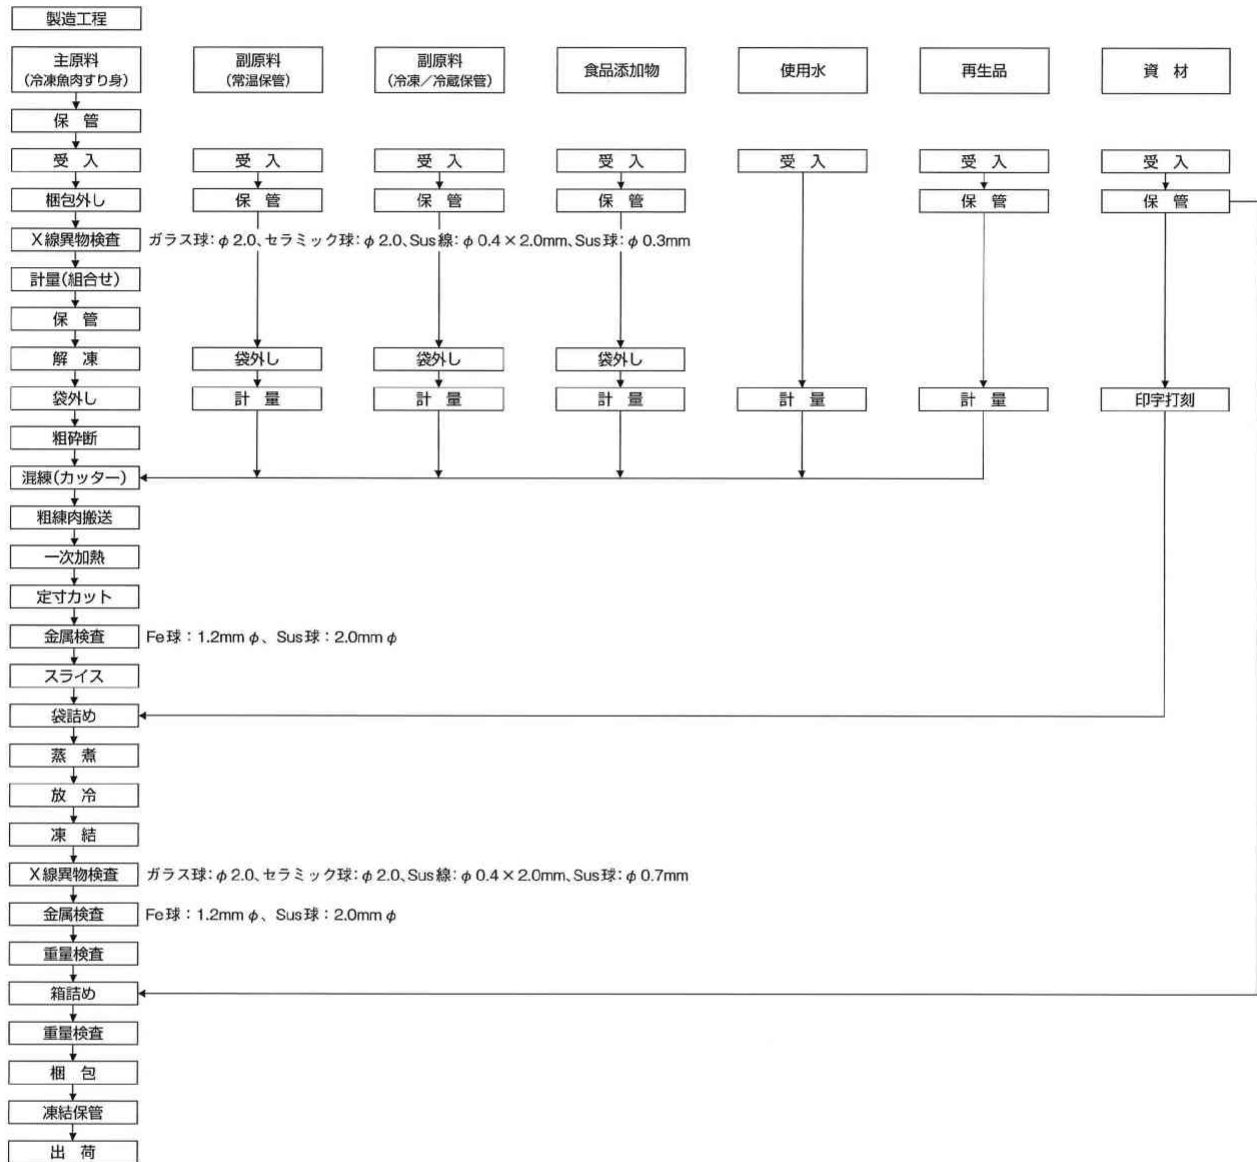 製造工程
主原料
(冷凍魚肉すり身)
副原料
(常温保管)
副原料
(冷凍／冷蔵保管)
食品添加物
使用水
再生品
資 材
保 管
受 入
受 入
受 入
受 入
受 入
受 入
受 入
梱包外し
保 管
保 管
保 管
保 管
保 管
X線異物検査
ガラス球:φ2.0、セラミック球:φ2.0、Sus線:φ0.4×2.0mm、Sus球:φ0.3mm
計量(組合せ)
保 管
解 凍
袋外し
袋外し
袋外し
袋外し
計 量
計 量
計 量
計 量
計 量
印字打刻
粗砕断
混練(カッター)
粗練肉搬送
一次加熱
定寸カット
金属検査
Fe球：1.2mmφ、Sus球：2.0mmφ
スライス
袋詰め
蒸 煮
放 冷
凍 結
X線異物検査
ガラス球:φ2.0、セラミック球:φ2.0、Sus線:φ0.4×2.0mm、Sus球:φ0.7mm
金属検査
Fe球：1.2mmφ、Sus球：2.0mmφ
重量検査
箱詰め
重量検査
梱 包
凍結保管
出 荷